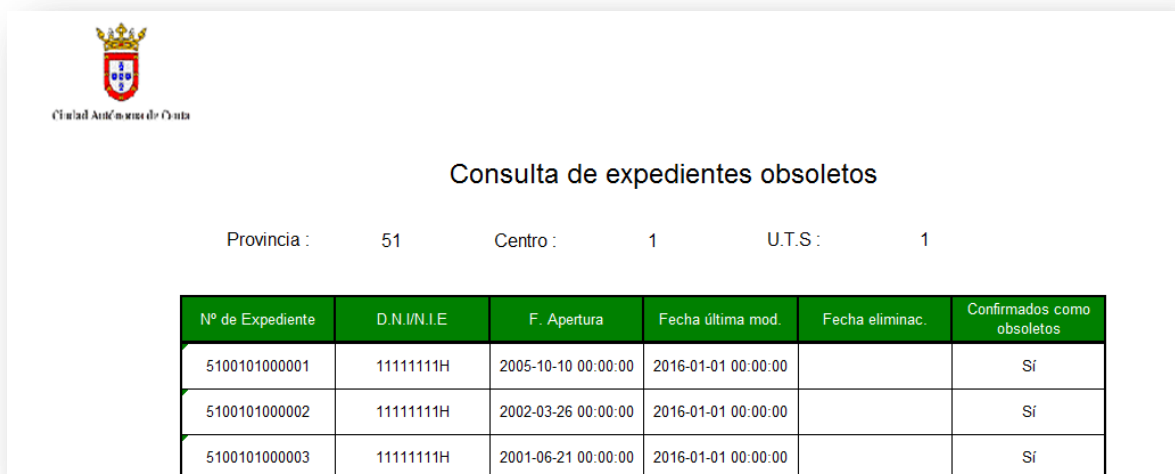 Ciudad Autónoma de Ceuta
Consulta de expedientes obsoletos
Provincia : 51 Centro : 1 U.T.S : 1
Nº de Expediente D.N.I/N.I.E F. Apertura Fecha última mod. Fecha eliminac. Confirmados como
obsoletos
5100101000001 11111111H 2005-10-10 00:00:00 2016-01-01 00:00:00 Sí
5100101000002 11111111H 2002-03-26 00:00:00 2016-01-01 00:00:00 Sí
5100101000003 11111111H 2001-06-21 00:00:00 2016-01-01 00:00:00 Sí